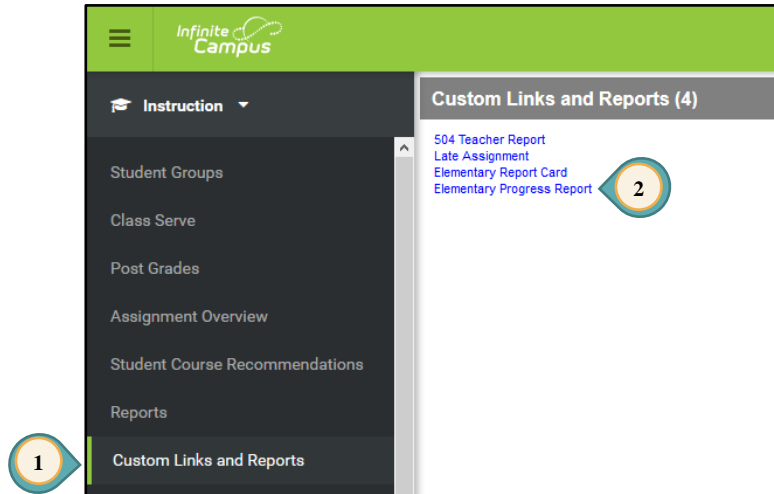 Infinite
Campus
Instruction
Student Groups
Class Serve
Post Grades
Assignment Overview
Student Course Recommendations
Reports
Custom Links and Reports
1
Custom Links and Reports (4)
504 Teacher Report
Late Assignment
Elementary Report Card
Elementary Progress Report
2